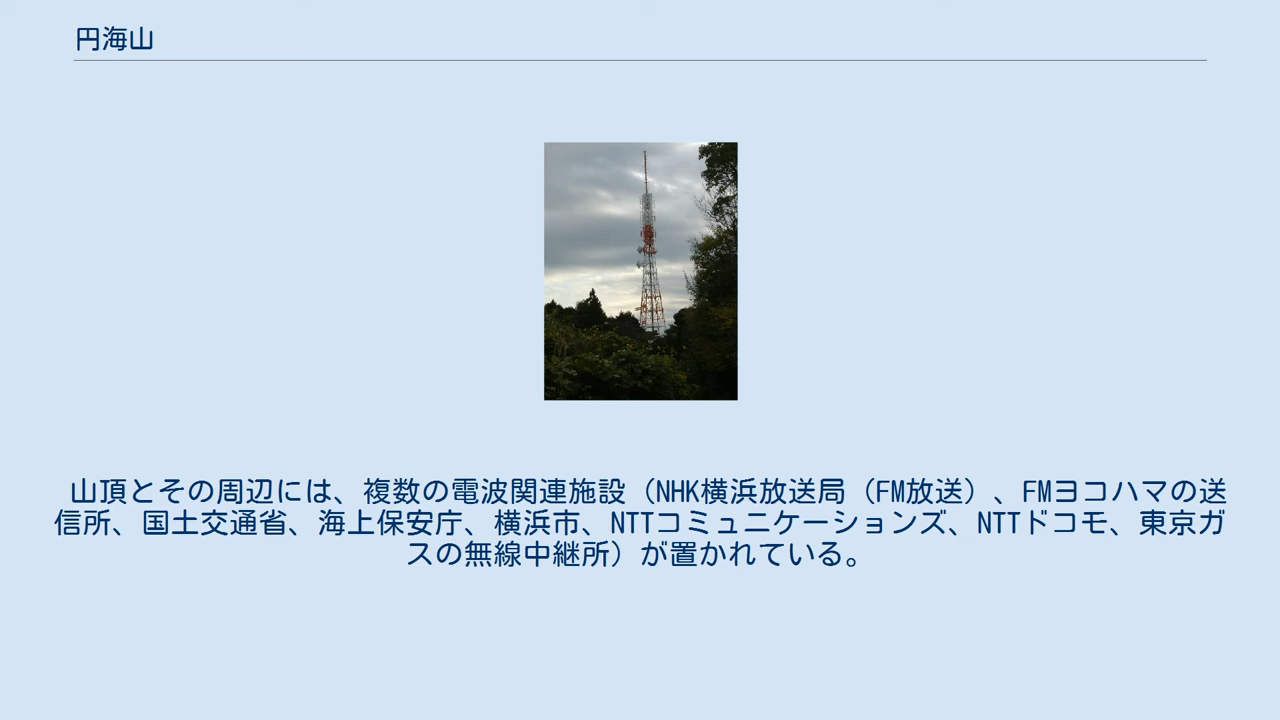 円海山
山頂とその周辺には、複数の電波関連施設（NHK横浜放送局（FM放送）、FMヨコハマの送
信所、国土交通省、海上保安庁、横浜市、NTTコミュニケーションズ、NTTドコモ、東京ガ
スの無線中継所）が置かれている。